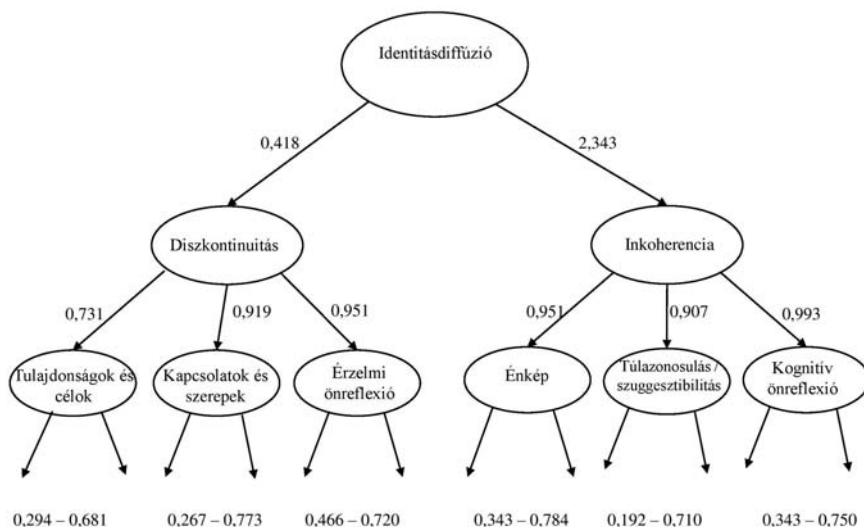 Identitásdiffúzió
0,418
2,343
Diszkontinuitás
Inkoherencia
0,731
0,919
0,951
0,951
0,907
0,993
Tulajdonságok és
célok
Kapcsolatok és
szerepek
Érzelmi
önreflexió
Énkép
Túlazonosulás /
szuggesztibilitás
Kognitív
önreflexió
0,294 – 0,681
0,267 – 0,773
0,466 – 0,720
0,343 – 0,784
0,192 – 0,710
0,343 – 0,750